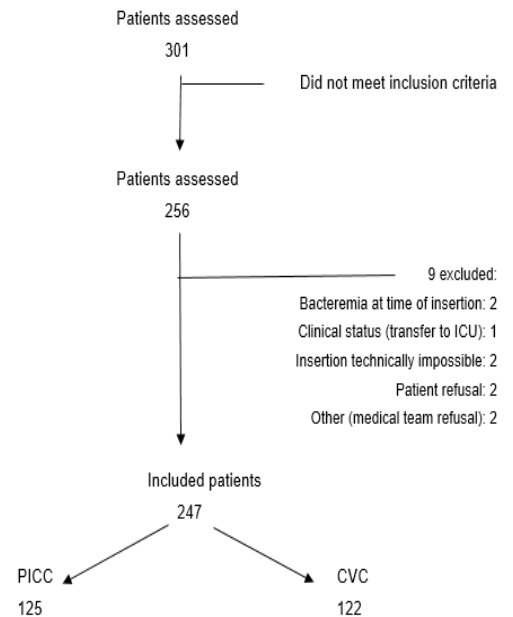 Patients assessed
301
Did not meet inclusion criteria
Patients assessed
256
9 excluded:
Bacteremia at time of insertion: 2
Clinical status (transfer to ICU): 1
Insertion technically impossible: 2
Patient refusal: 2
Other (medical team refusal): 2
Included patients
247
PICC
125
CVC
122